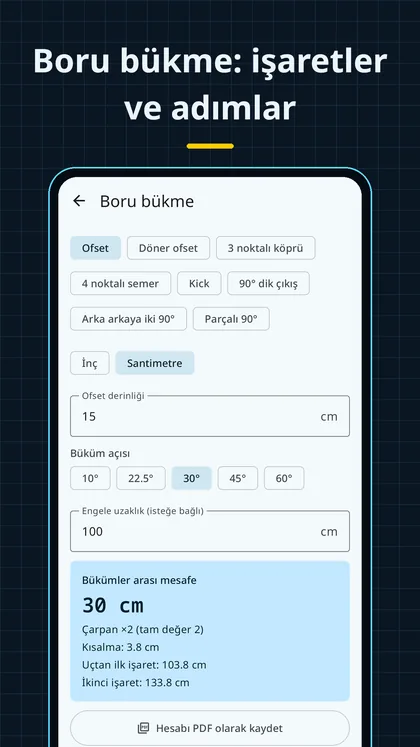 Boru bükme: işaretler
ve adımlar
Boru bükme
Ofset
Döner ofset
3 noktalı köprü
4 noktalı semer
Kick
90° dik çıkış
Arka arkaya iki 90°
Parçalı 90°
İnç
Santimetre
Ofset derinliği
15 cm
Büküm açısı
10°
22.5°
30°
45°
60°
Engele uzaklık (isteğe bağlı)
100 cm
Bükümler arası mesafe
30 cm
Çarpan ×2 (tam değer 2)
Kısalma: 3.8 cm
Uçtan ilk işaret: 103.8 cm
İkinci işaret: 133.8 cm
Hesabı PDF olarak kaydet